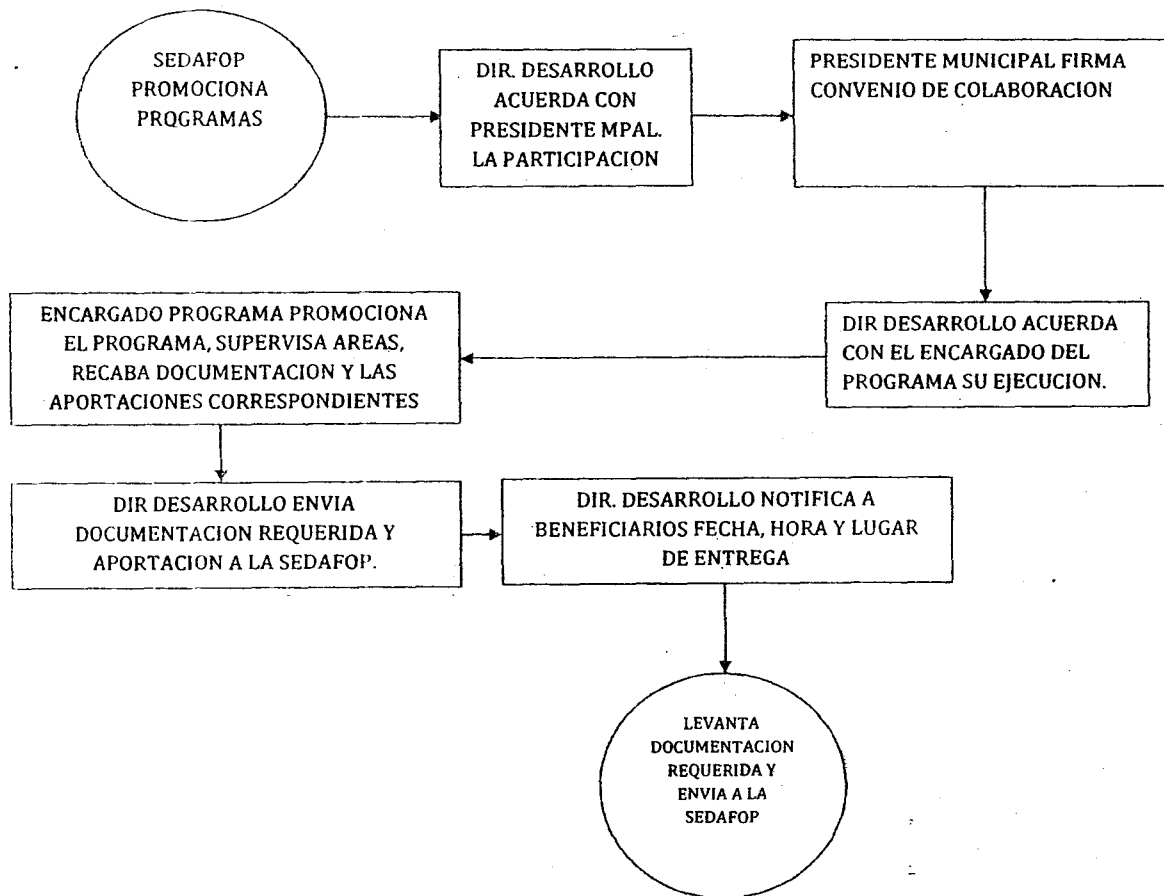 SEDAFOP
PROMOCIONA
PROGRAMAS
DIR. DESARROLLO
ACUERDA CON
PRESIDENTE MPAL.
LA PARTICIPACION
PRESIDENTE MUNICIPAL FIRMA
CONVENIO DE COLABORACION
DIR DESARROLLO ACUERDA
CON EL ENCARGADO DEL
PROGRAMA SU EJECUCION.
ENCARGADO PROGRAMA PROMOCIONA
EL PROGRAMA, SUPERVISA AREAS,
RECABA DOCUMENTACION Y LAS
APORTACIONES CORRESPONDIENTES
DIR DESARROLLO ENVIA
DOCUMENTACION REQUERIDA Y
APORTACION A LA SEDAFOP.
DIR. DESARROLLO NOTIFICA A
BENEFICIARIOS FECHA, HORA Y LUGAR
DE ENTREGA
LEVANTA
DOCUMENTACION
REQUERIDA Y
ENVIA A LA
SEDAFOP